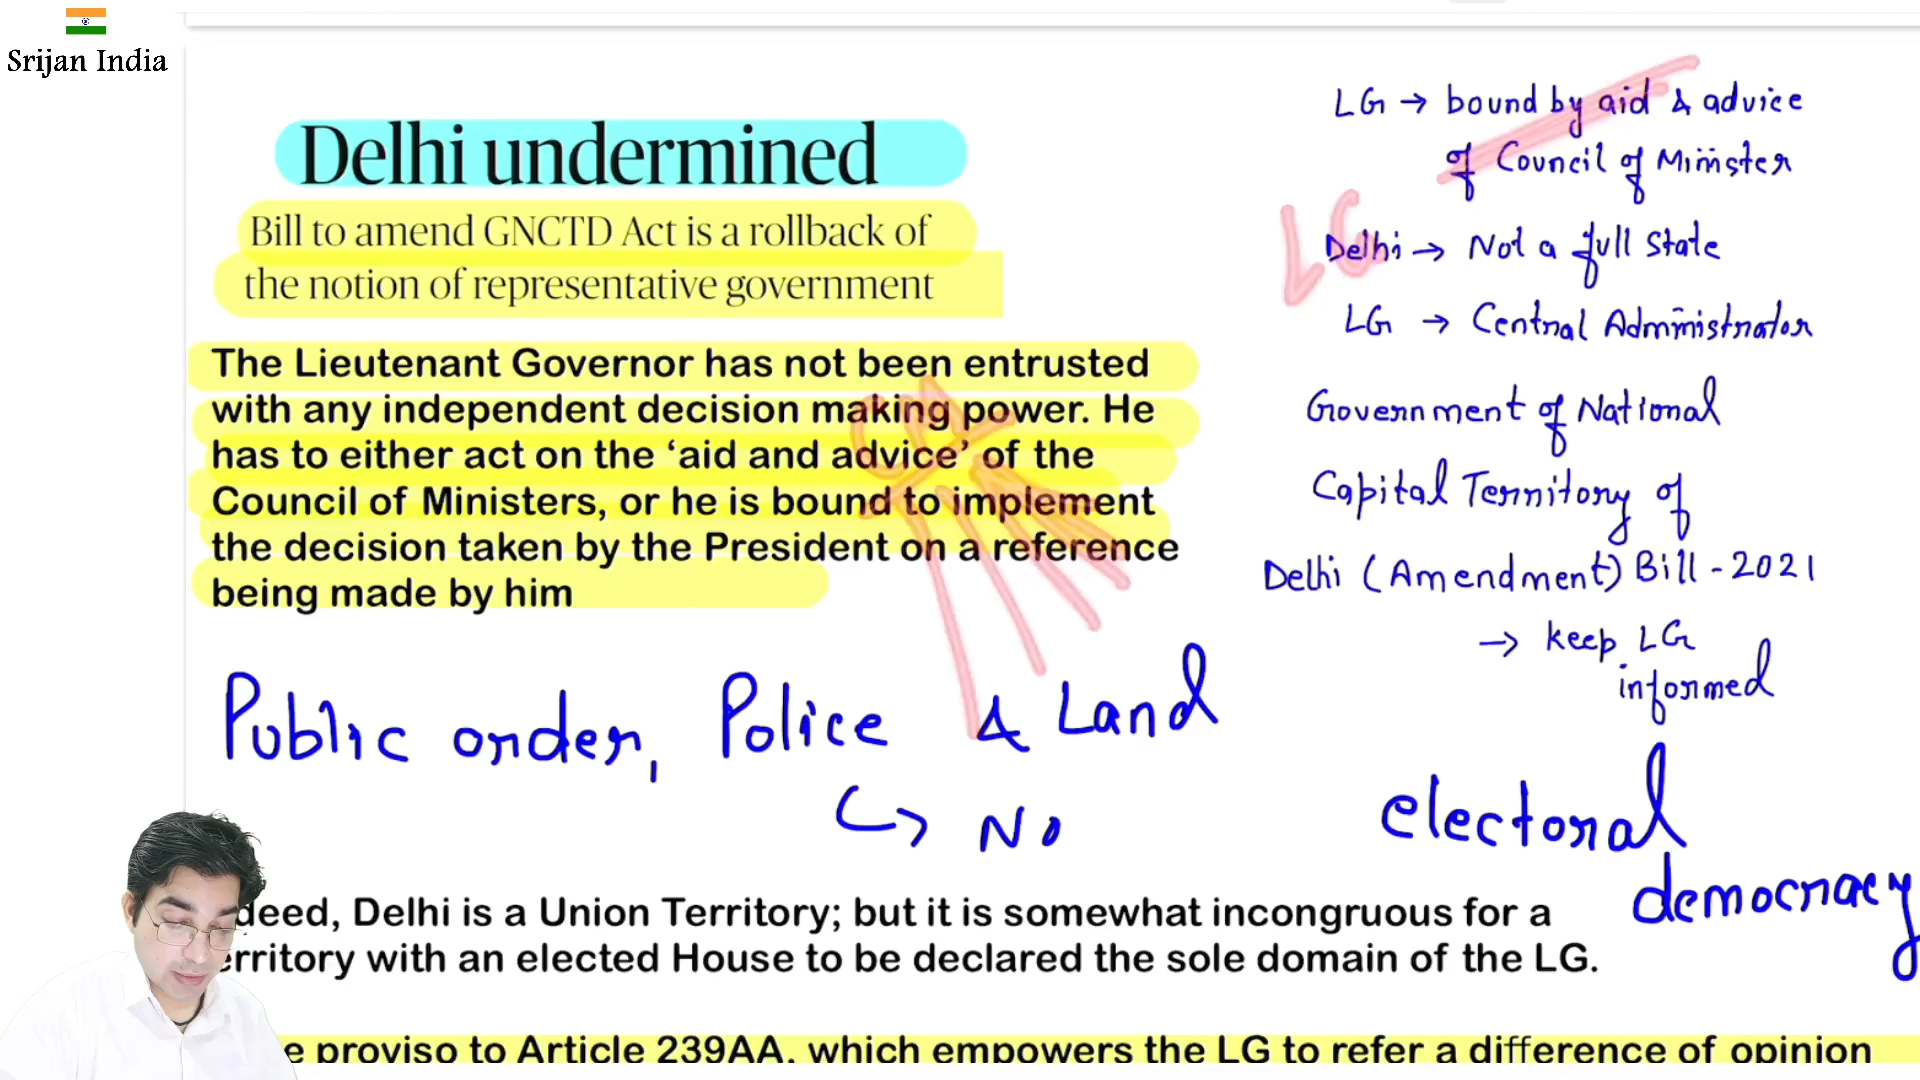 Srijan India
Delhi undermined
Bill to amend GNCTD Act is a rollback of
the notion of representative government
The Lieutenant Governor has not been entrusted
with any independent decision making power. He
has to either act on the ‘aid and advice’ of the
Council of Ministers, or he is bound to implement
the decision taken by the President on a reference
being made by him
Public order, Police & Land
↳ No
deed, Delhi is a Union Territory; but it is somewhat incongruous for a
erritory with an elected House to be declared the sole domain of the LG.
e proviso to Article 239AA, which empowers the LG to refer a difference of opinion
LG → bound by aid & advice
of Council of Minister
LG
Delhi → Not a full State
LG → Central Administrator
Government of National
Capital Territory of
Delhi (Amendment) Bill - 2021
→ keep LG
informed
electoral
democracy